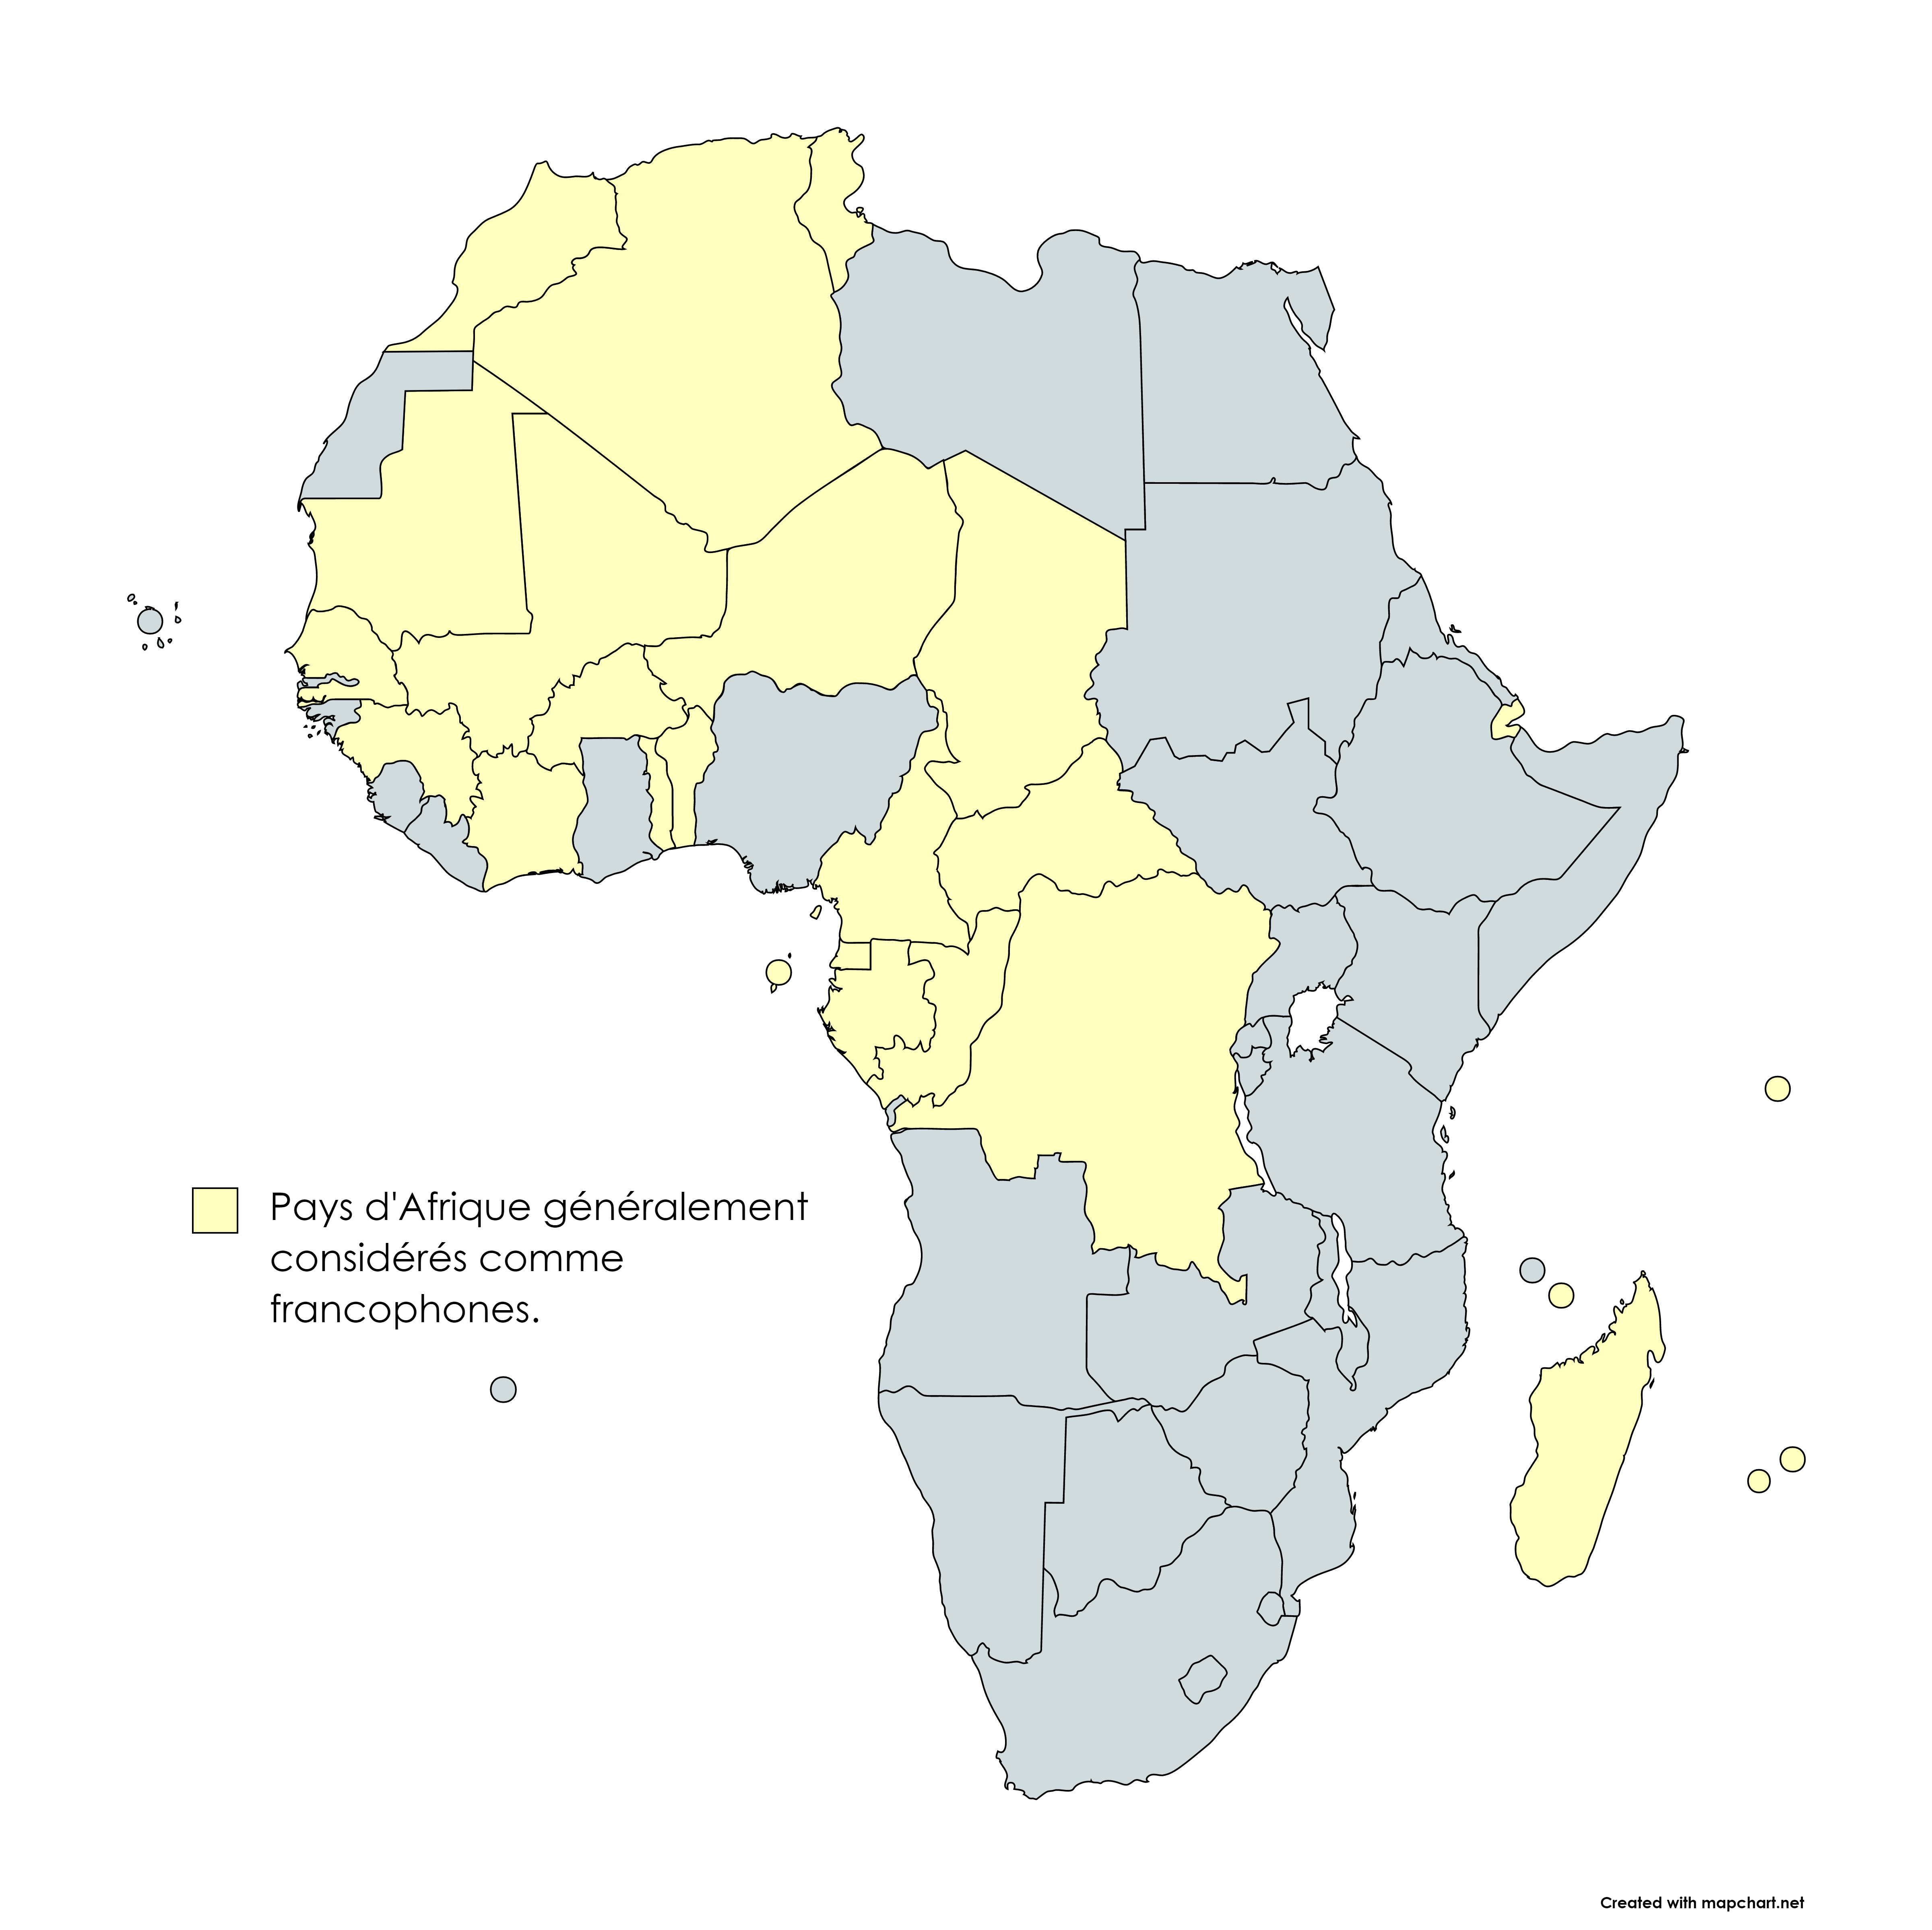 Pays d'Afrique généralement
considérés comme
francophones.
Created with mapchart.net